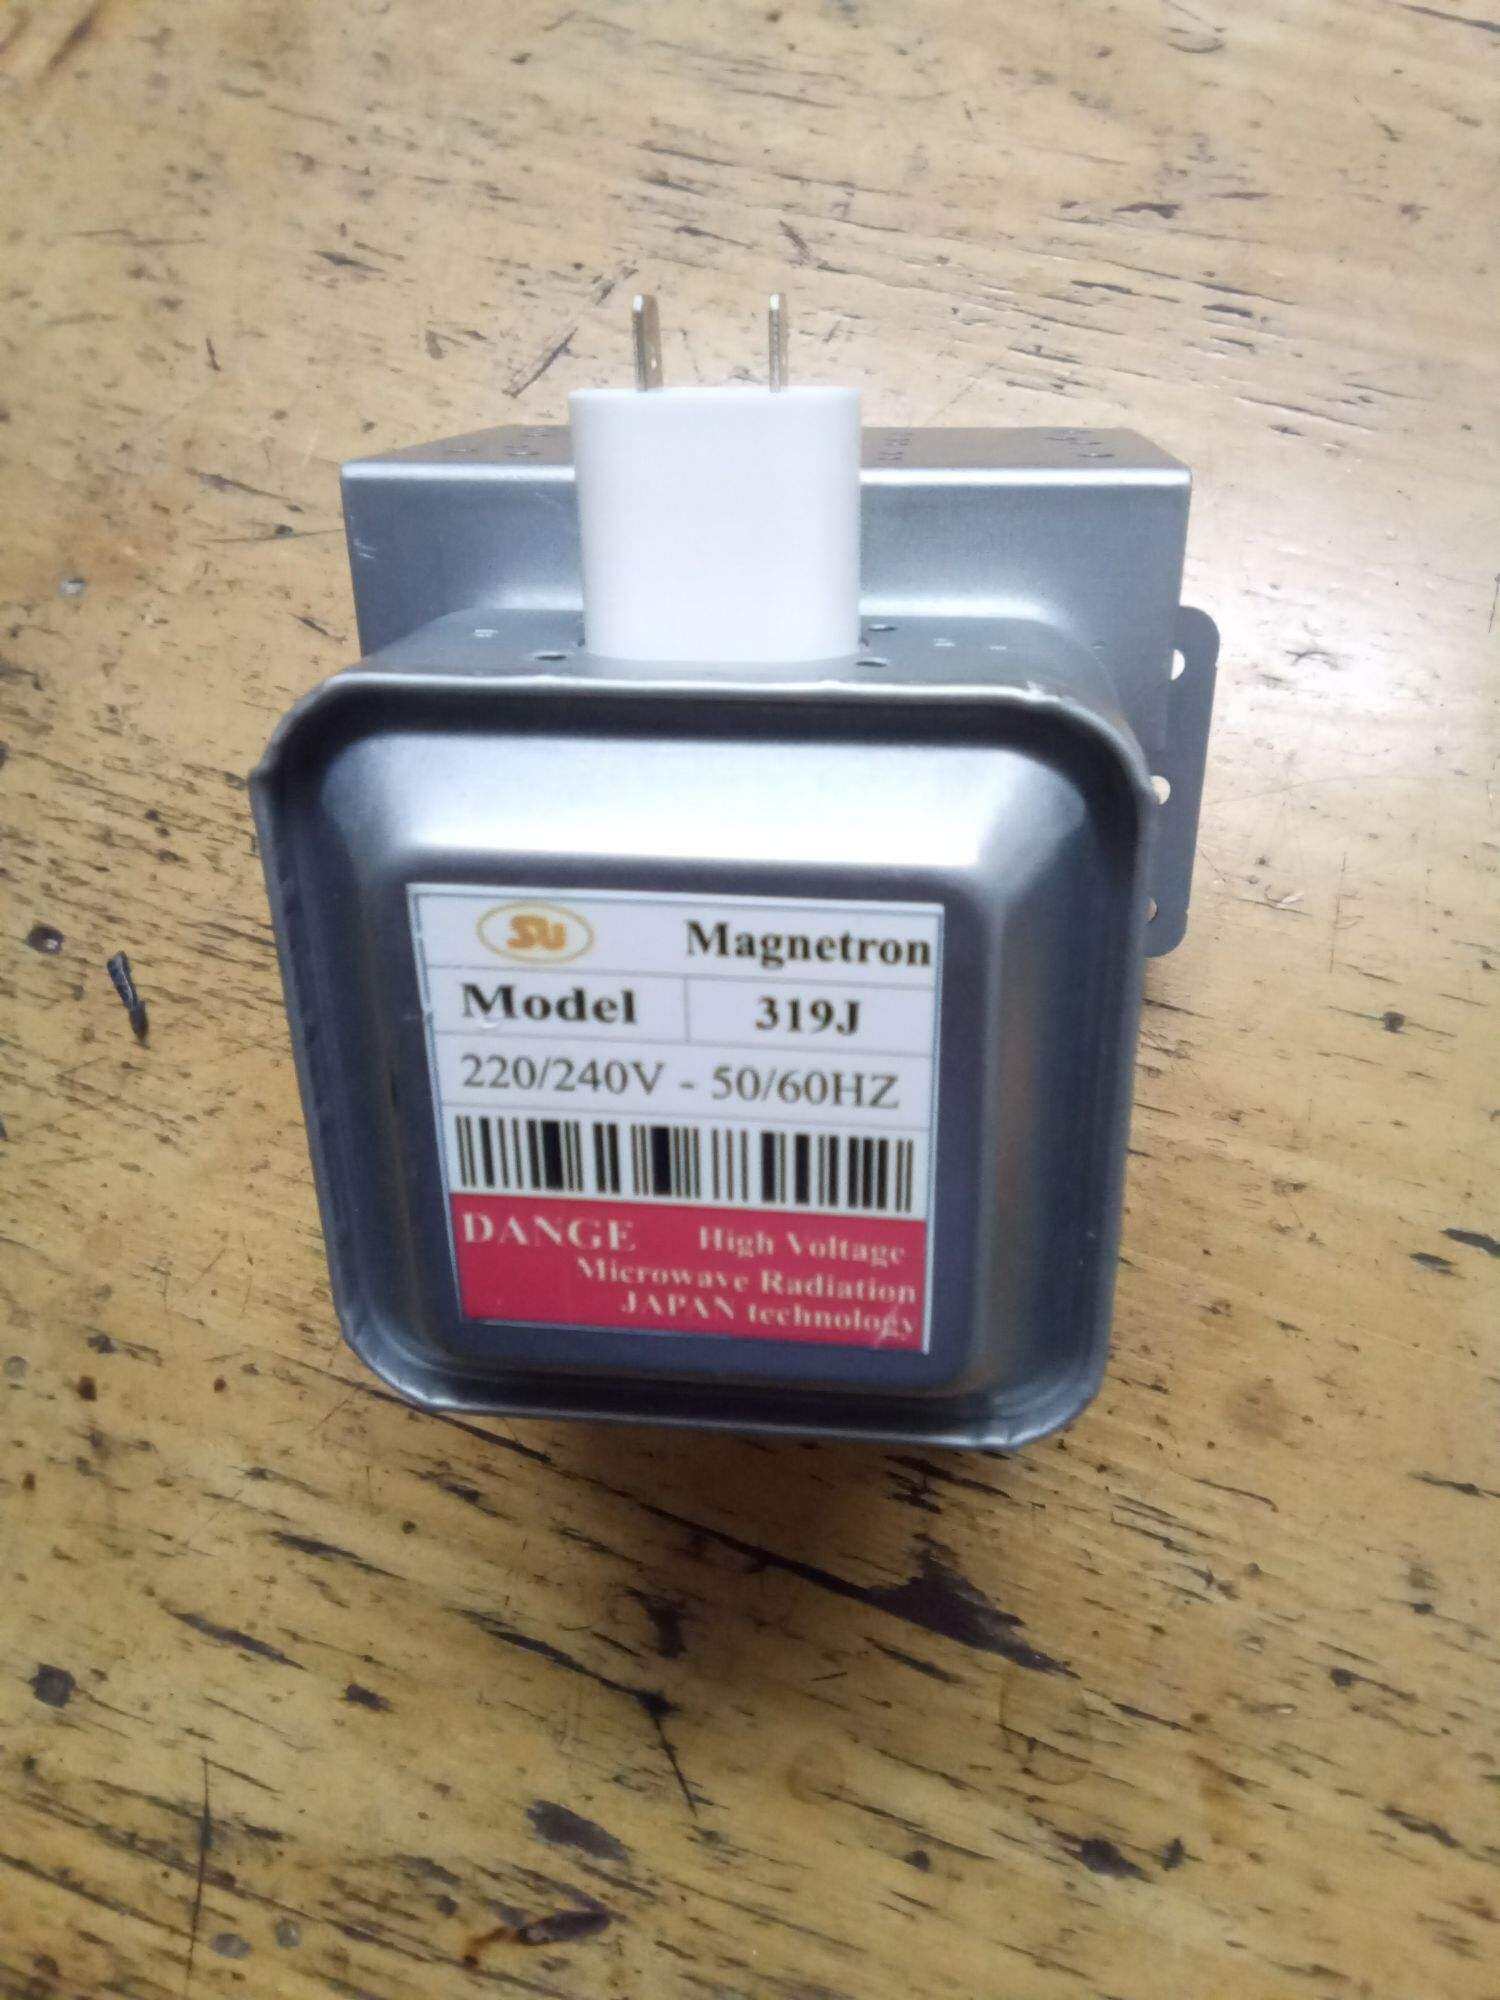 SU Magnetron
Model 319J
220/240V - 50/60HZ
DANGE High Voltage
Microwave Radiation
JAPAN technology